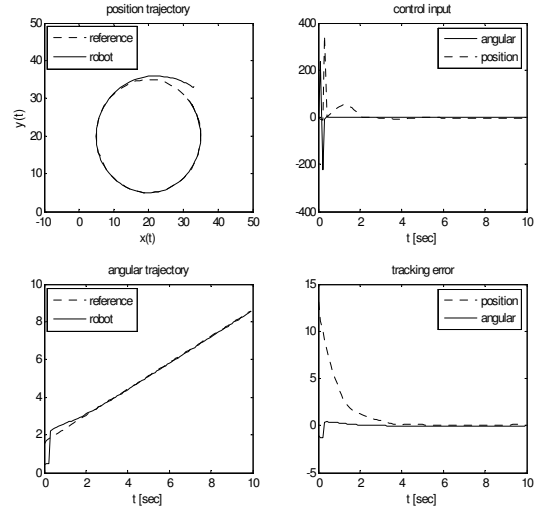 position trajectory
50
40
30
20
10
0
-10 0 10 20 30 40 50
y(t)
x(t)
reference
robot
control input
400
200
0
-200
-400
0 2 4 6 8 10
t [sec]
angular
position
angular trajectory
10
8
6
4
2
0
0 2 4 6 8 10
t [sec]
reference
robot
tracking error
15
10
5
0
-5
0 2 4 6 8 10
t [sec]
position
angular